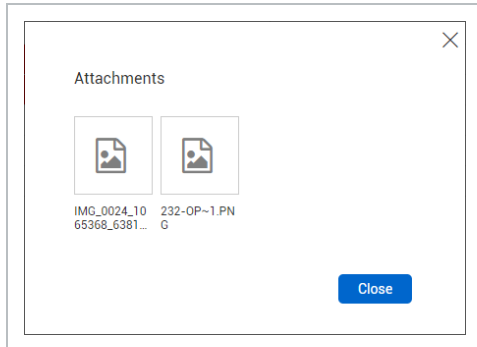 Attachments
IMG_0024_10
65368_6381...
232-OP~1.PN
G
Close